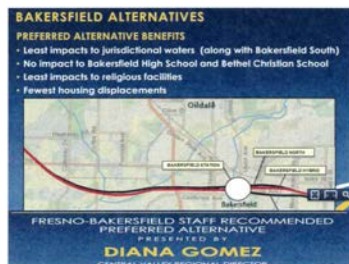 BAKERSFIELD ALTERNATIVES
PREFERRED ALTERNATIVE BENEFITS
• Least impacts to jurisdictional waters (along with Bakersfield South)
• No impact to Bakersfield High School and Bethel Christian School
• Least impacts to religious facilities
• Fewest housing displacements
Oildale
BAKERSFIELD STATION
BAKERSFIELD NORTH
BAKERSFIELD HYBRID
Bakersfield
FRESNO-BAKERSFIELD STAFF RECOMMENDED
PREFERRED ALTERNATIVE
PRESENTED BY
DIANA GOMEZ
CENTRAL VALLEY REGIONAL DIRECTOR